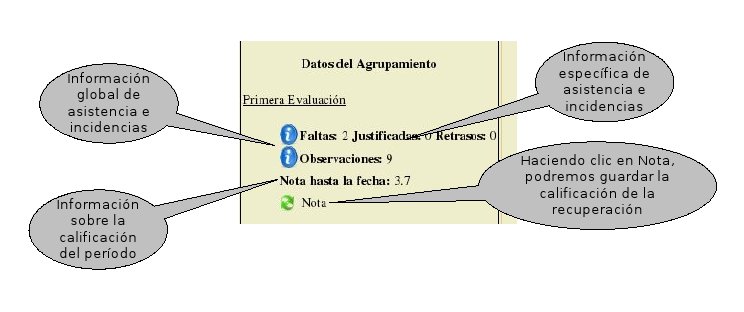 Datos del Agrupamiento
Información
global de
asistencia e
incidencias
Información
específica de
asistencia e
incidencias
Primera Evaluación
Faltas: 2 Justificadas: 0 Retrasos: 0
Observaciones: 9
Nota hasta la fecha: 3.7
Nota
Haciendo clic en Nota,
podremos guardar la
calificación de la
recuperación
Información
sobre la
calificación
del período